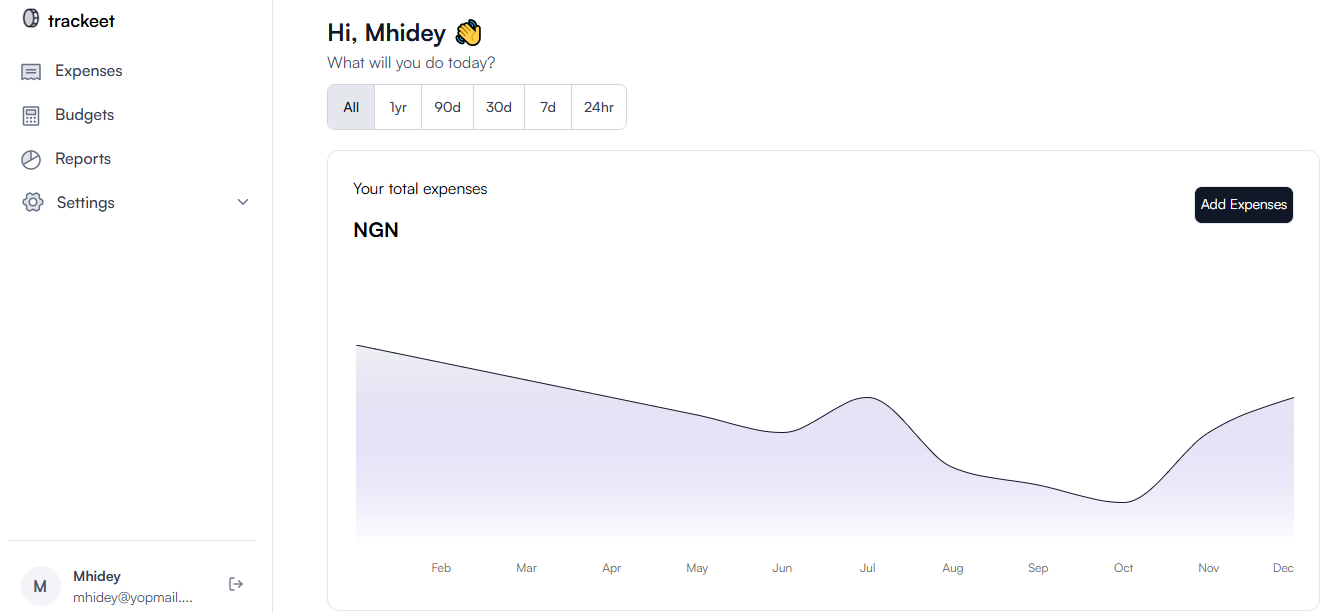 trackeet
Expenses
Budgets
Reports
Settings
M
Mhidey
mhidey@yopmail....
Hi, Mhidey 👋
What will you do today?
All 1yr 90d 30d 7d 24hr
Your total expenses
NGN
Add Expenses
Feb Mar Apr May Jun Jul Aug Sep Oct Nov Dec